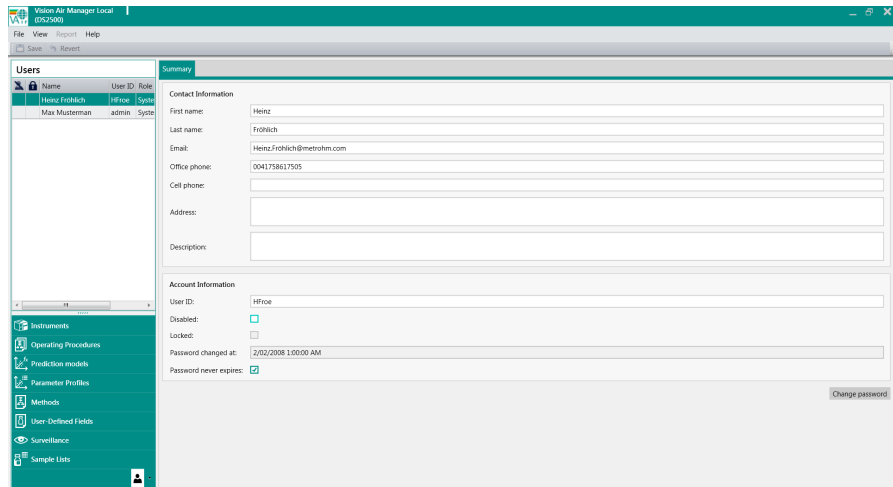 Vision Air Manager Local
(DS2500)
File View Report Help
Save Revert
Users
Name User ID Role
Heinz Fröhlich HFroe Syste
Max Musterman admin Syste
Instruments
Operating Procedures
Prediction models
Parameter Profiles
Methods
User-Defined Fields
Surveillance
Sample Lists
Summary
Contact Information
First name: Heinz
Last name: Fröhlich
Email: Heinz.Fröhlich@metrohm.com
Office phone: 0041758617505
Cell phone:
Address:
Description:
Account Information
User ID: HFroe
Disabled:
Locked:
Password changed at: 2/02/2008 1:00:00 AM
Password never expires:
Change password